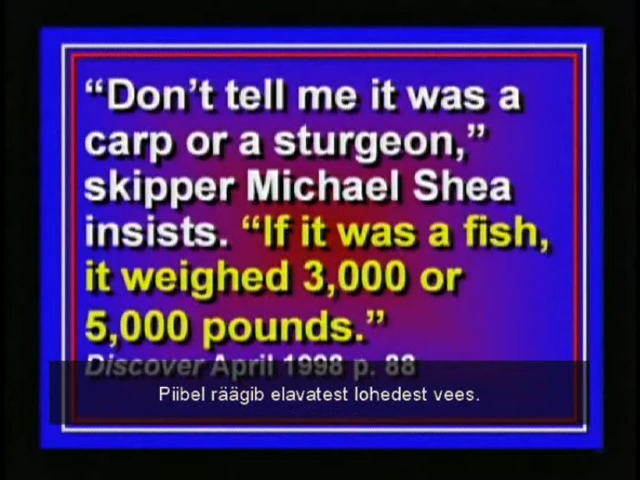 “Don’t tell me it was a
carp or a sturgeon,”
skipper Michael Shea
insists. “If it was a fish,
it weighed 3,000 or
5,000 pounds.”
Discover April 1998 p. 88
Piibel räägib elavatest lohedest vees.